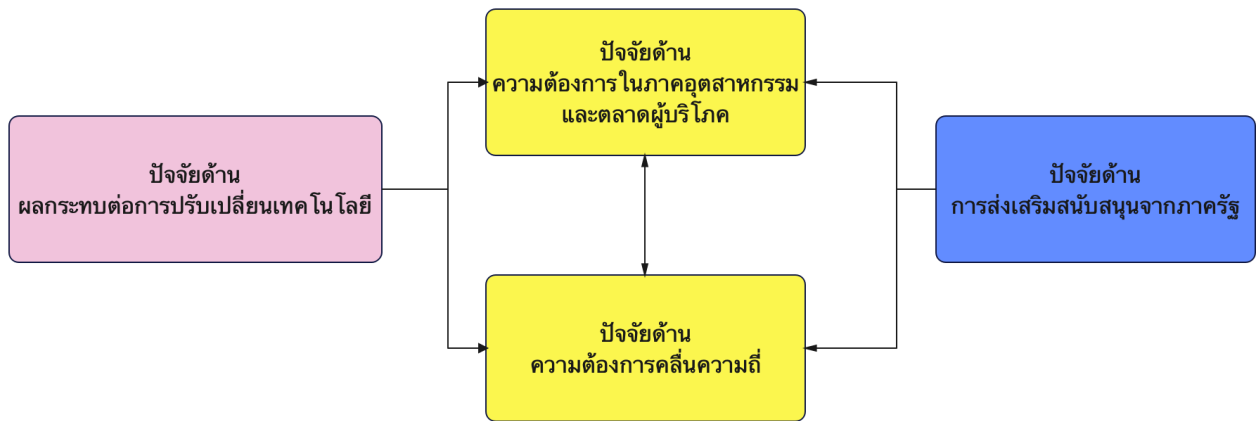 ปัจจัยด้าน
ความต้องการในภาคอุตสาหกรรม
และตลาดผู้บริโภค
ปัจจัยด้าน
ผลกระทบต่อการปรับเปลี่ยนเทคโนโลยี
ปัจจัยด้าน
การส่งเสริมสนับสนุนจากภาครัฐ
ปัจจัยด้าน
ความต้องการคลื่นความถี่